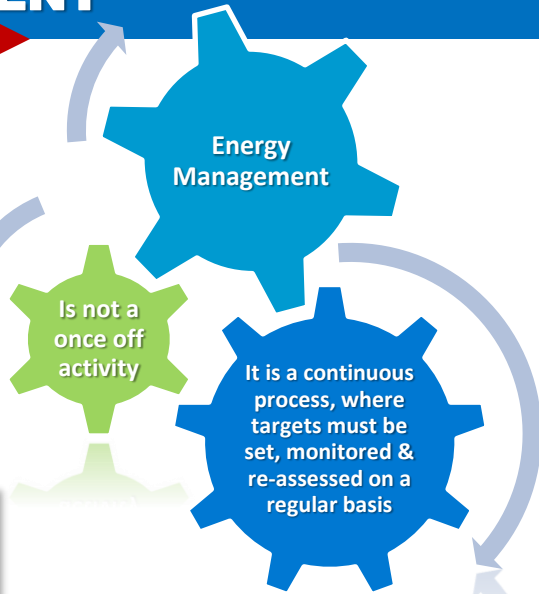 Energy
Management
Is not a
once off
activity
It is a continuous
process, where
targets must be
set, monitored &
re-assessed on a
regular basis